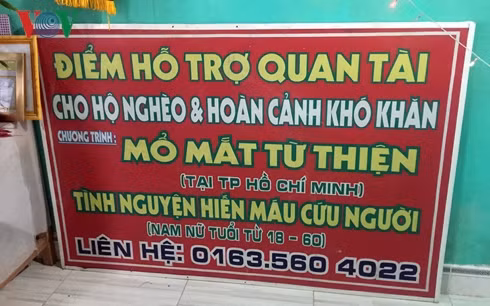 VOV
ĐIỂM HỖ TRỢ QUAN TÀI
CHO HỘ NGHÈO & HOÀN CẢNH KHÓ KHĂN
CHƯƠNG TRÌNH : MỔ MẮT TỪ THIỆN
(TẠI TP HỒ CHÍ MINH)
TÌNH NGUYỆN HIẾN MÁU CỨU NGƯỜI
(NAM NỮ TUỔI TỪ 18 - 60)
LIÊN HỆ: 0163.560 4022